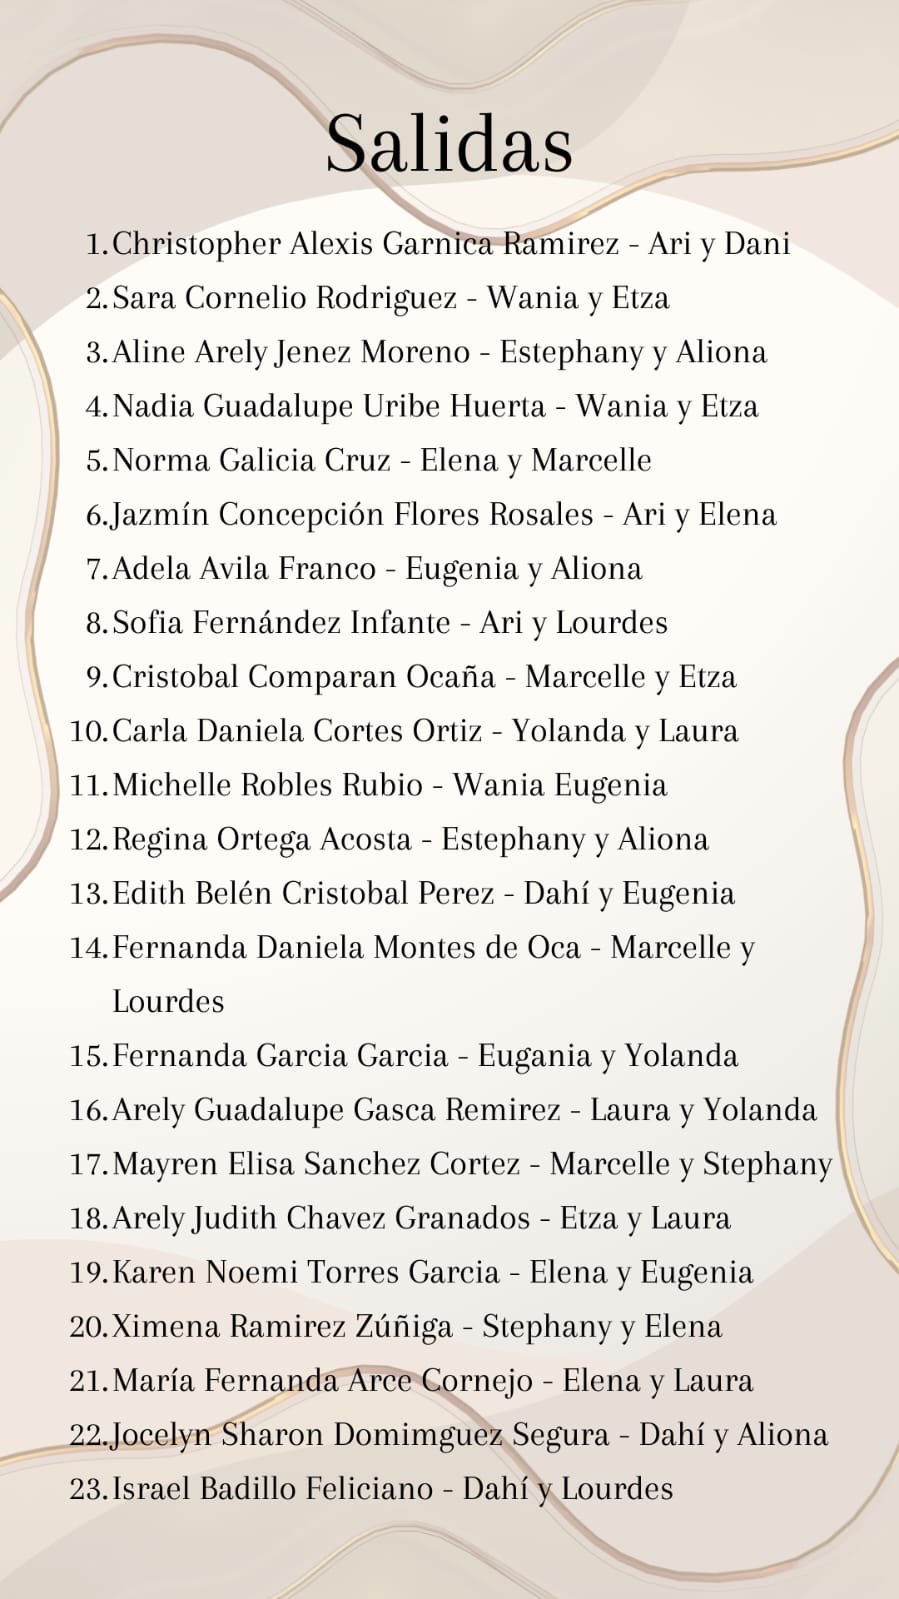 Salidas
1. Christopher Alexis Garnica Ramirez - Ari y Dani
2. Sara Cornelio Rodriguez - Wania y Etza
3. Aline Arely Jenez Moreno - Estephany y Aliona
4. Nadia Guadalupe Uribe Huerta - Wania y Etza
5. Norma Galicia Cruz - Elena y Marcelle
6. Jazmín Concepción Flores Rosales - Ari y Elena
7. Adela Avila Franco - Eugenia y Aliona
8. Sofia Fernández Infante - Ari y Lourdes
9. Cristobal Comparan Ocaña - Marcelle y Etza
10. Carla Daniela Cortes Ortiz - Yolanda y Laura
11. Michelle Robles Rubio - Wania Eugenia
12. Regina Ortega Acosta - Estephany y Aliona
13. Edith Belén Cristobal Perez - Dahí y Eugenia
14. Fernanda Daniela Montes de Oca - Marcelle y
Lourdes
15. Fernanda Garcia Garcia - Eugania y Yolanda
16. Arely Guadalupe Gasca Remirez - Laura y Yolanda
17. Mayren Elisa Sanchez Cortez - Marcelle y Stephany
18. Arely Judith Chavez Granados - Etza y Laura
19. Karen Noemi Torres Garcia - Elena y Eugenia
20. Ximena Ramirez Zúñiga - Stephany y Elena
21. María Fernanda Arce Cornejo - Elena y Laura
22. Jocelyn Sharon Domimguez Segura - Dahí y Aliona
23. Israel Badillo Feliciano - Dahí y Lourdes